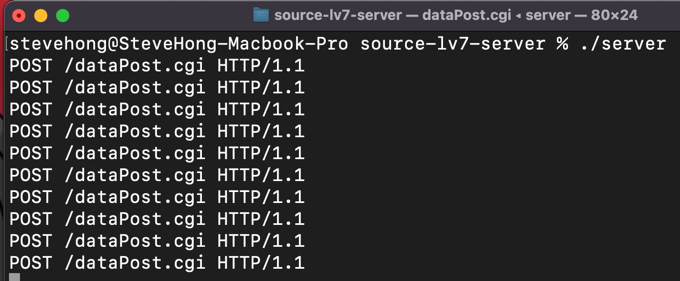 source-lv7-server — dataPost.cgi ◂ server — 80×24
[stevehong@SteveHong-Macbook-Pro source-lv7-server % ./server
POST /dataPost.cgi HTTP/1.1
POST /dataPost.cgi HTTP/1.1
POST /dataPost.cgi HTTP/1.1
POST /dataPost.cgi HTTP/1.1
POST /dataPost.cgi HTTP/1.1
POST /dataPost.cgi HTTP/1.1
POST /dataPost.cgi HTTP/1.1
POST /dataPost.cgi HTTP/1.1
POST /dataPost.cgi HTTP/1.1
POST /dataPost.cgi HTTP/1.1